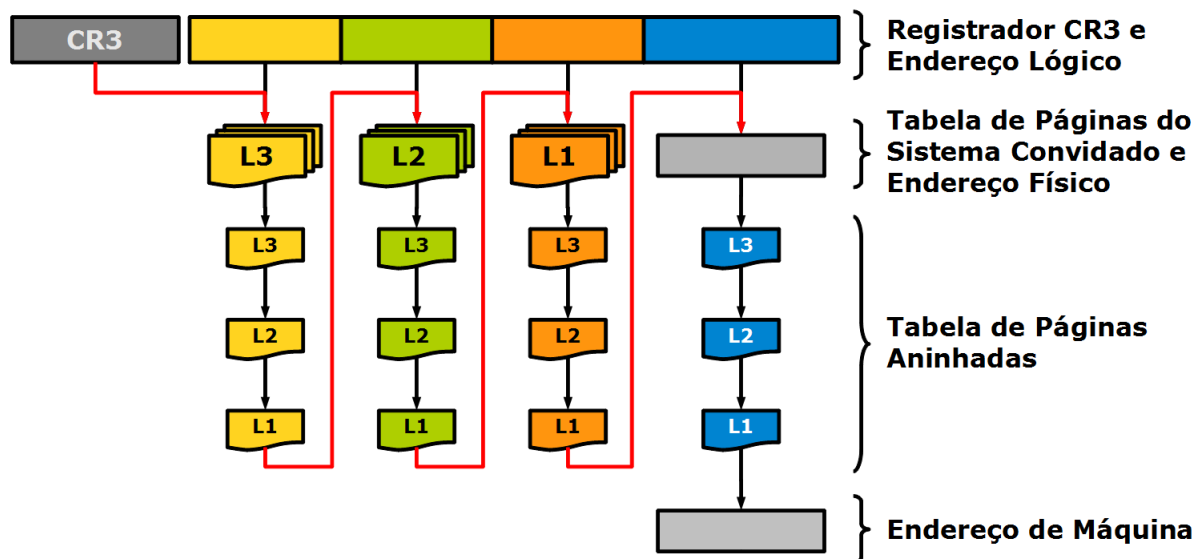 CR3
Registrador CR3 e
Endereço Lógico
L3
L2
L1
Tabela de Páginas do
Sistema Convidado e
Endereço Físico
L3
L3
L3
L3
L2
L2
L2
L2
Tabela de Páginas
Aninhadas
L1
L1
L1
L1
Endereço de Máquina